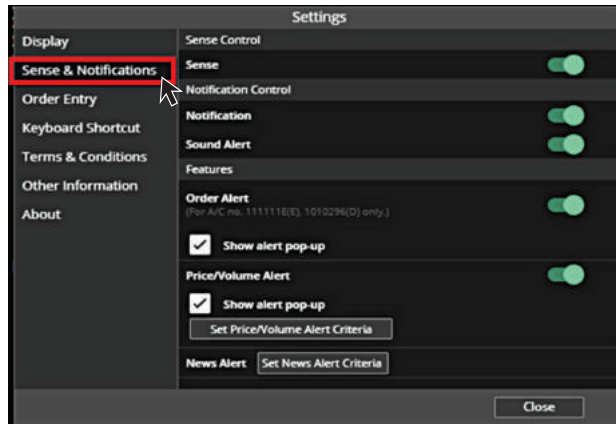 Settings
Display
Sense & Notifications
Order Entry
Keyboard Shortcut
Terms & Conditions
Other Information
About
Sense Control
Sense
Notification Control
Notification
Sound Alert
Features
Order Alert
(For A/C no. 111111E(E), 1010296(D) only.)
Show alert pop-up
Price/Volume Alert
Show alert pop-up
Set Price/Volume Alert Criteria
News Alert Set News Alert Criteria
Close